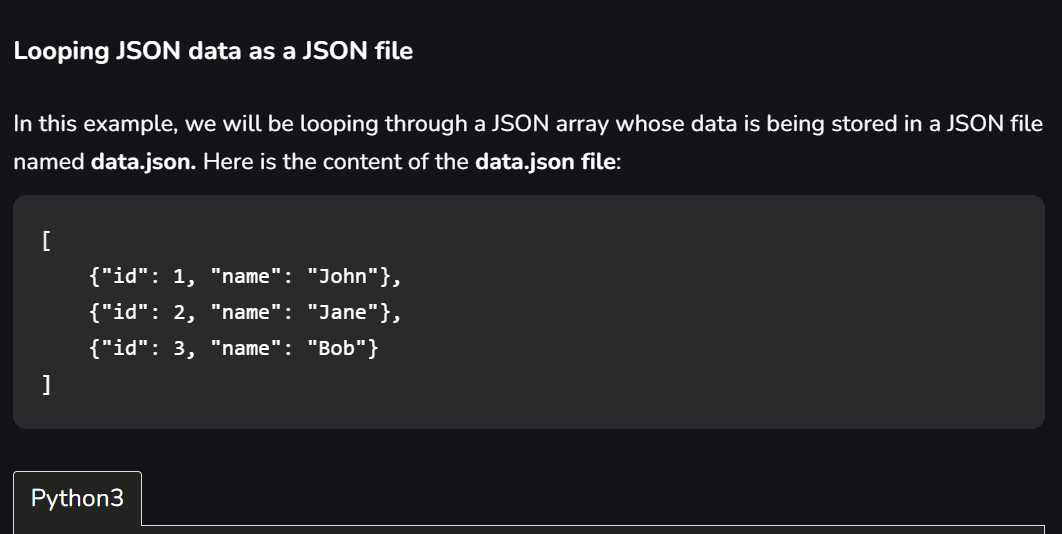 Looping JSON data as a JSON file
In this example, we will be looping through a JSON array whose data is being stored in a JSON file
named data.json. Here is the content of the data.json file:
[
    {"id": 1, "name": "John"},
    {"id": 2, "name": "Jane"},
    {"id": 3, "name": "Bob"}
]
Python3